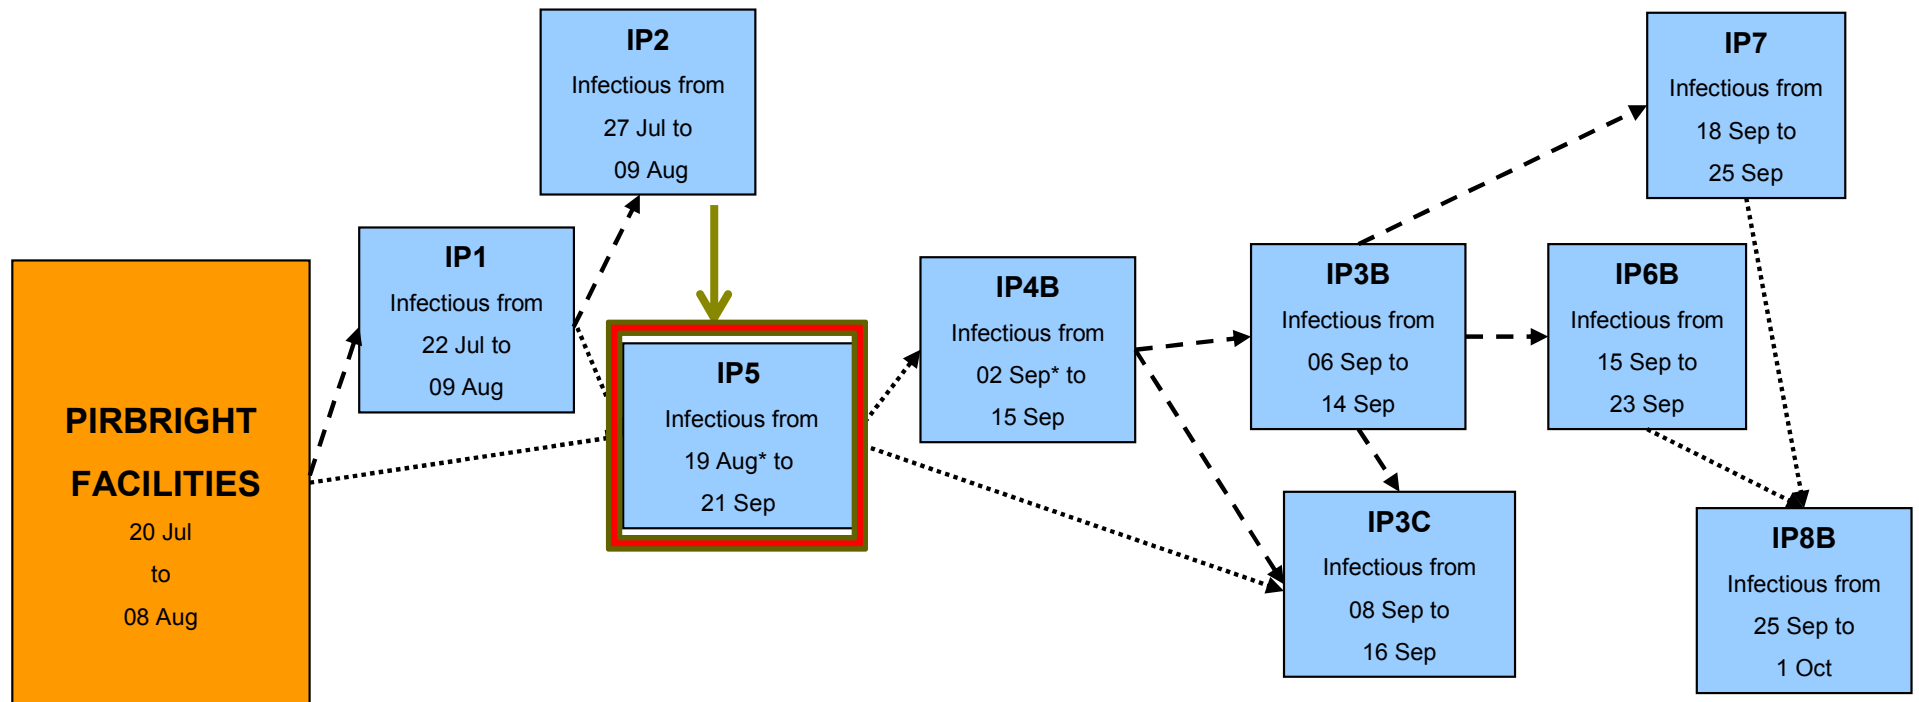 PIRBRIGHT
FACILITIES
20 Jul
to
08 Aug
IP1
Infectious from
22 Jul to
09 Aug
IP2
Infectious from
27 Jul to
09 Aug
IP5
Infectious from
19 Aug* to
21 Sep
IP4B
Infectious from
02 Sep* to
15 Sep
IP3B
Infectious from
06 Sep to
14 Sep
IP3C
Infectious from
08 Sep to
16 Sep
IP7
Infectious from
18 Sep to
25 Sep
IP6B
Infectious from
15 Sep to
23 Sep
IP8B
Infectious from
25 Sep to
1 Oct